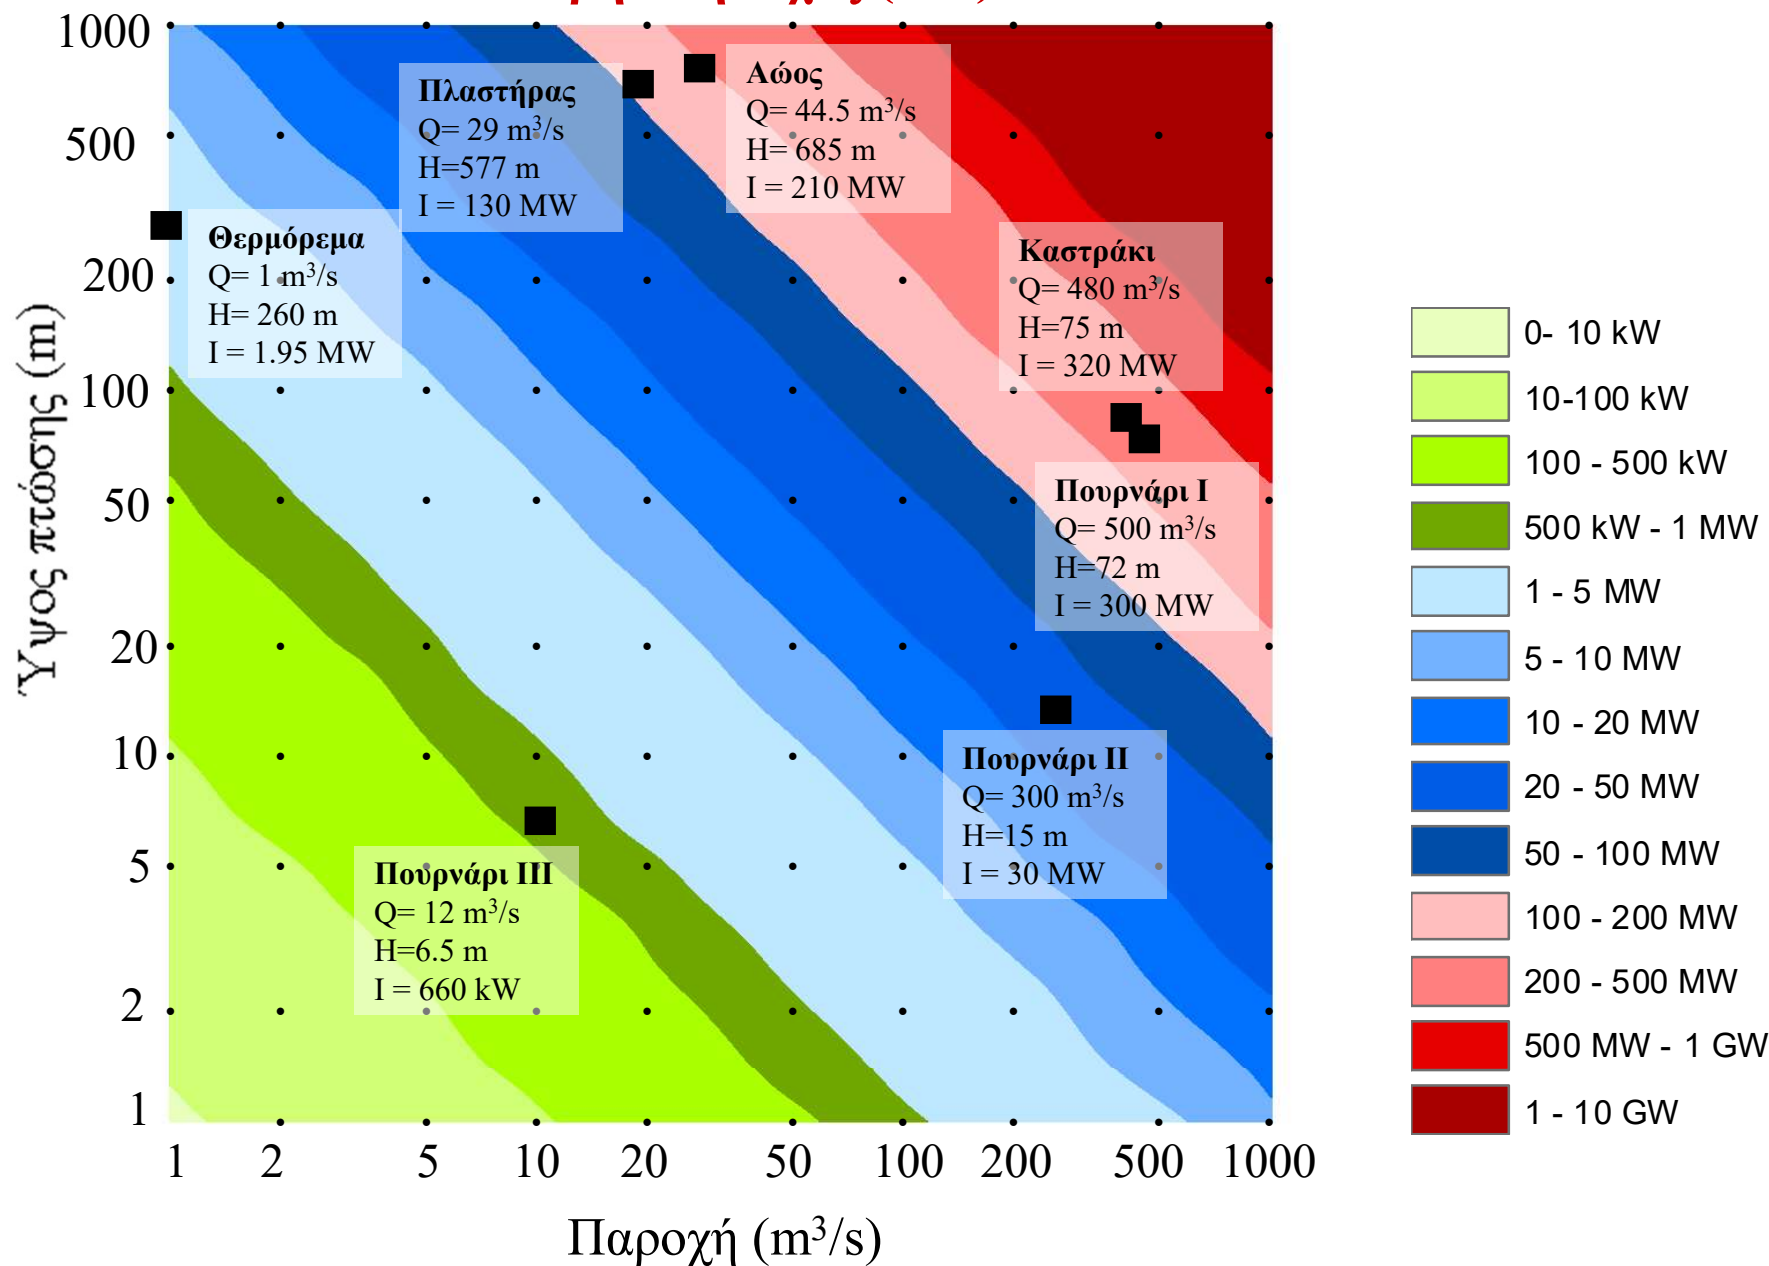 1000
500
200
100
50
20
10
5
2
1
Ύψος πτώσης (m)
Πλαστήρας
Q= 29 m³/s
H=577 m
I = 130 MW
Αώος
Q= 44.5 m³/s
H= 685 m
I = 210 MW
Θερμόρεμα
Q= 1 m³/s
H= 260 m
I = 1.95 MW
Καστράκι
Q= 480 m³/s
H=75 m
I = 320 MW
Πουρνάρι Ι
Q= 500 m³/s
H=72 m
I = 300 MW
Πουρνάρι ΙΙ
Q= 300 m³/s
H=15 m
I = 30 MW
Πουρνάρι ΙΙΙ
Q= 12 m³/s
H=6.5 m
I = 660 kW
1 2 5 10 20 50 100 200 500 1000
Παροχή (m³/s)
0- 10 kW
10-100 kW
100 - 500 kW
500 kW - 1 MW
1 - 5 MW
5 - 10 MW
10 - 20 MW
20 - 50 MW
50 - 100 MW
100 - 200 MW
200 - 500 MW
500 MW - 1 GW
1 - 10 GW